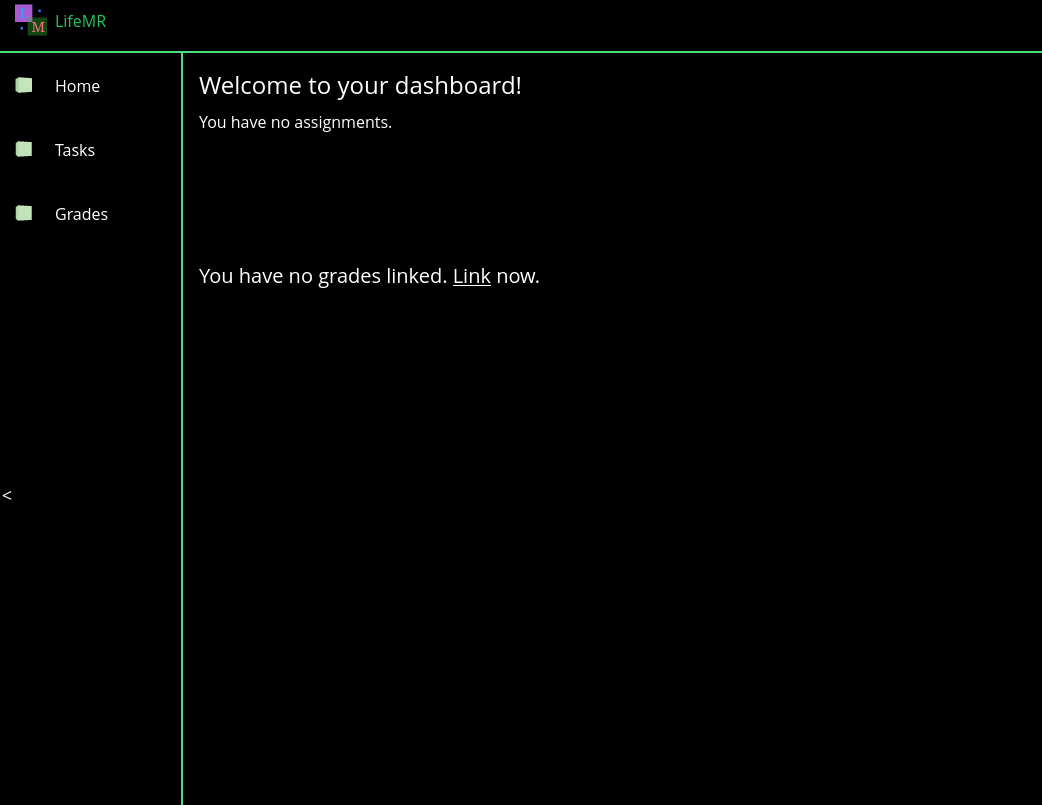 L
M
LifeMR
Home
Tasks
Grades
<
Welcome to your dashboard!
You have no assignments.
You have no grades linked. Link now.